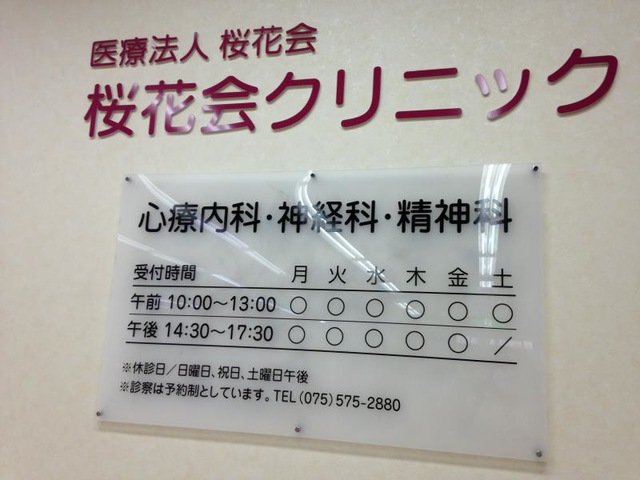 医療法人 桜花会
桜花会クリニック
心療内科・神経科・精神科
受付時間 月 火 水 木 金 土
午前 10:00～13:00 ○ ○ ○ ○ ○ ○
午後 14:30～17:30 ○ ○ ○ ○ ○ /
※休診日／日曜日、祝日、土曜日午後
※診察は予約制としています。TEL(075)575-2880